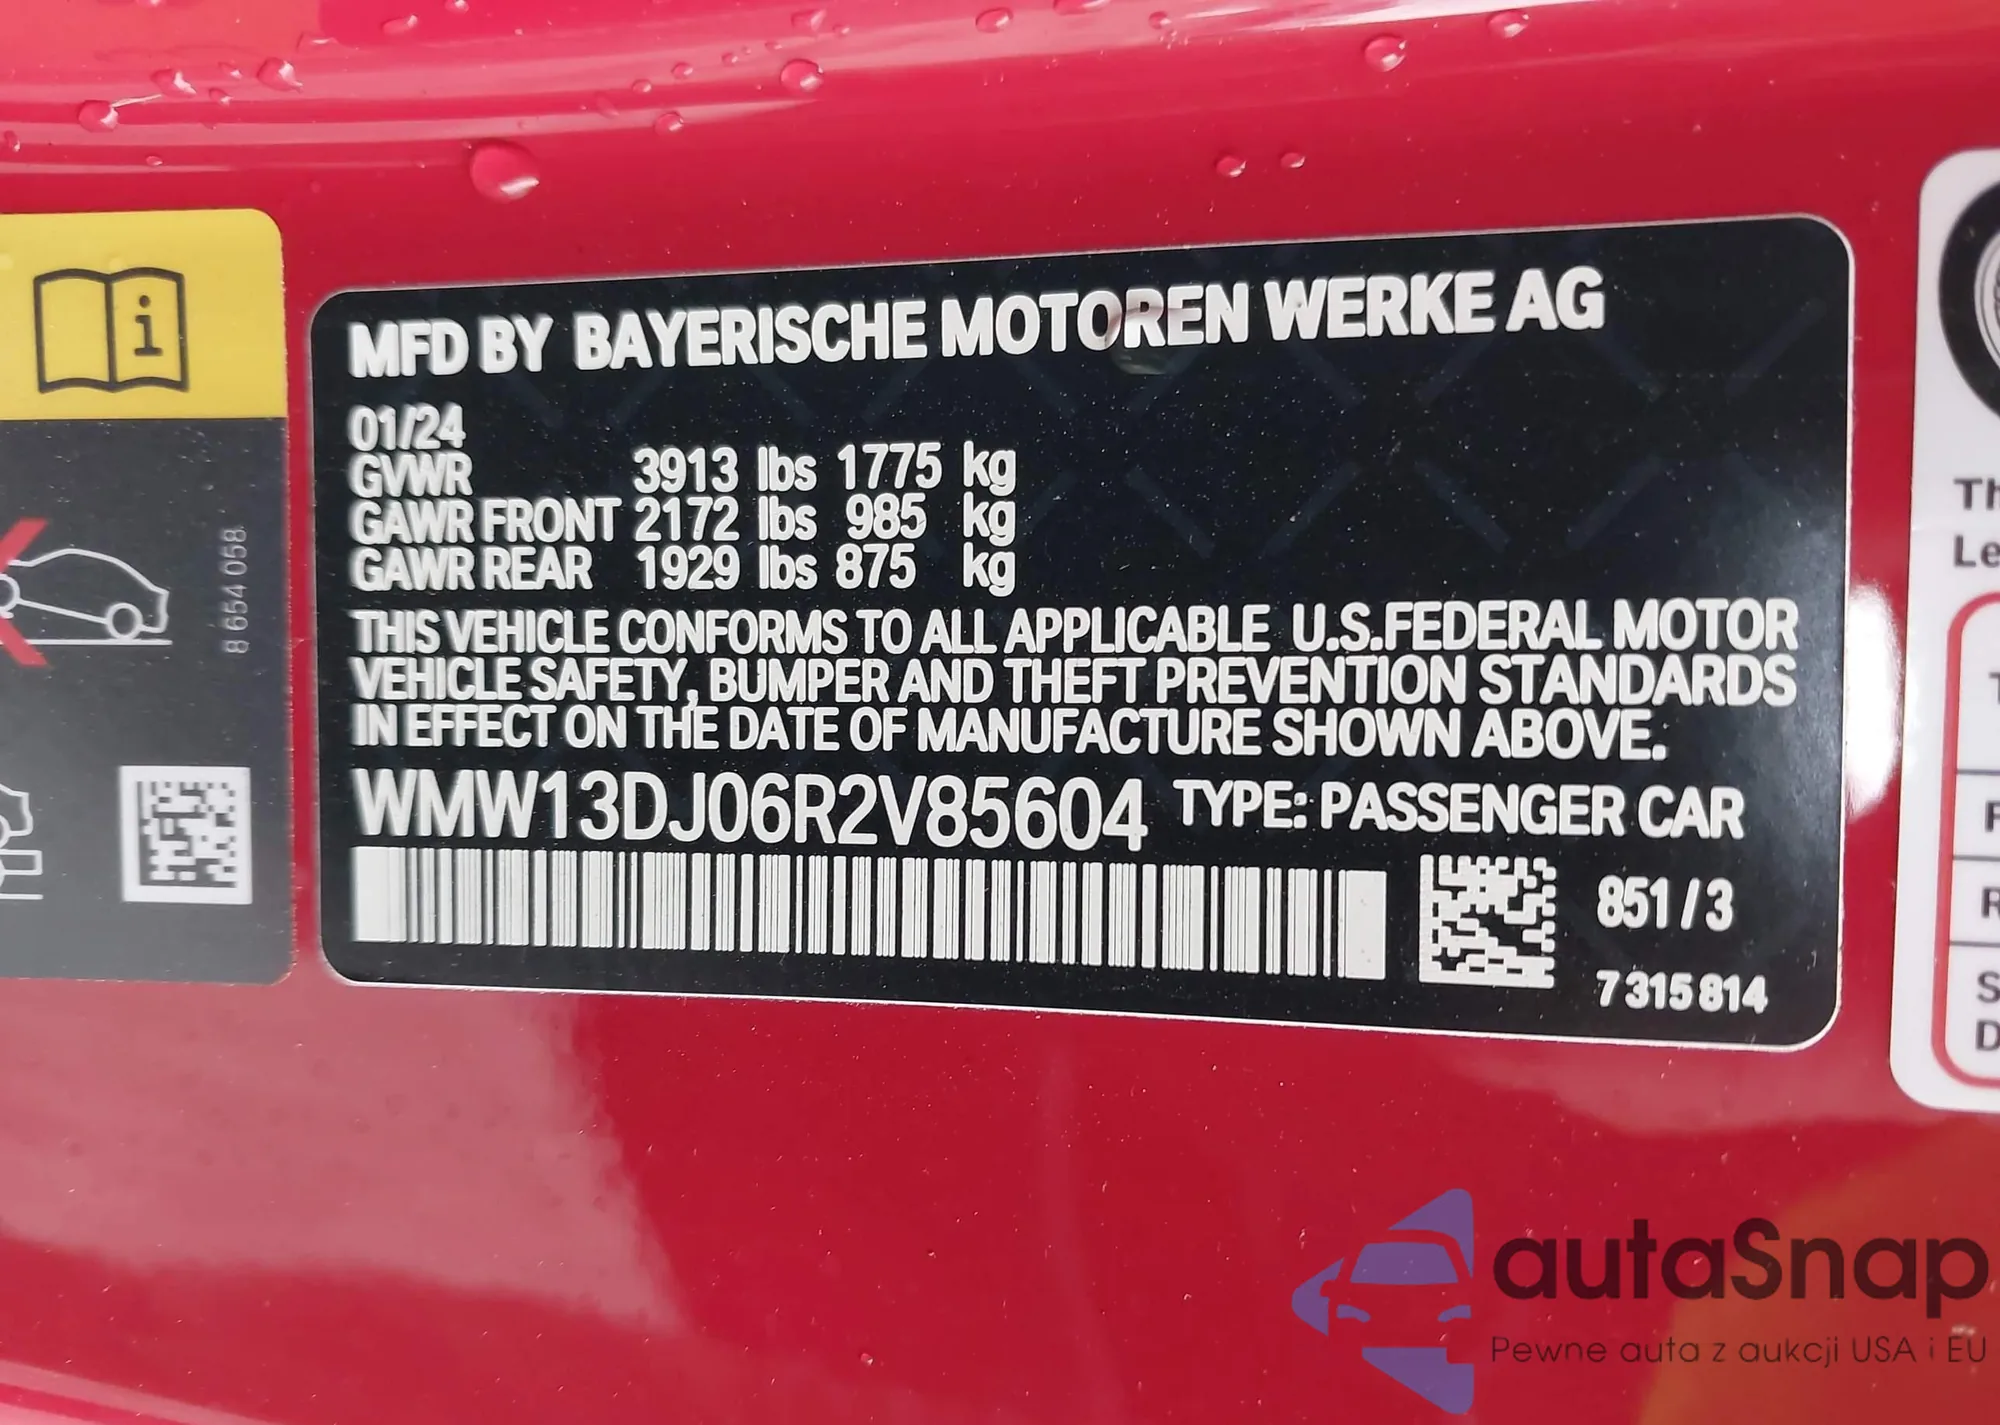 MFD BY BAYERISCHE MOTOREN WERKE AG
01/24
GVWR 3913 lbs 1775 kg
GAWR FRONT 2172 lbs 985 kg
GAWR REAR 1929 lbs 875 kg
THIS VEHICLE CONFORMS TO ALL APPLICABLE U.S.FEDERAL MOTOR
VEHICLE SAFETY, BUMPER AND THEFT PREVENTION STANDARDS
IN EFFECT ON THE DATE OF MANUFACTURE SHOWN ABOVE.
WMW13DJ06R2V85604 TYPE: PASSENGER CAR
851/3
7 315 814
8 654 058
autaSnap
Pewne auta z aukcji USA i EU